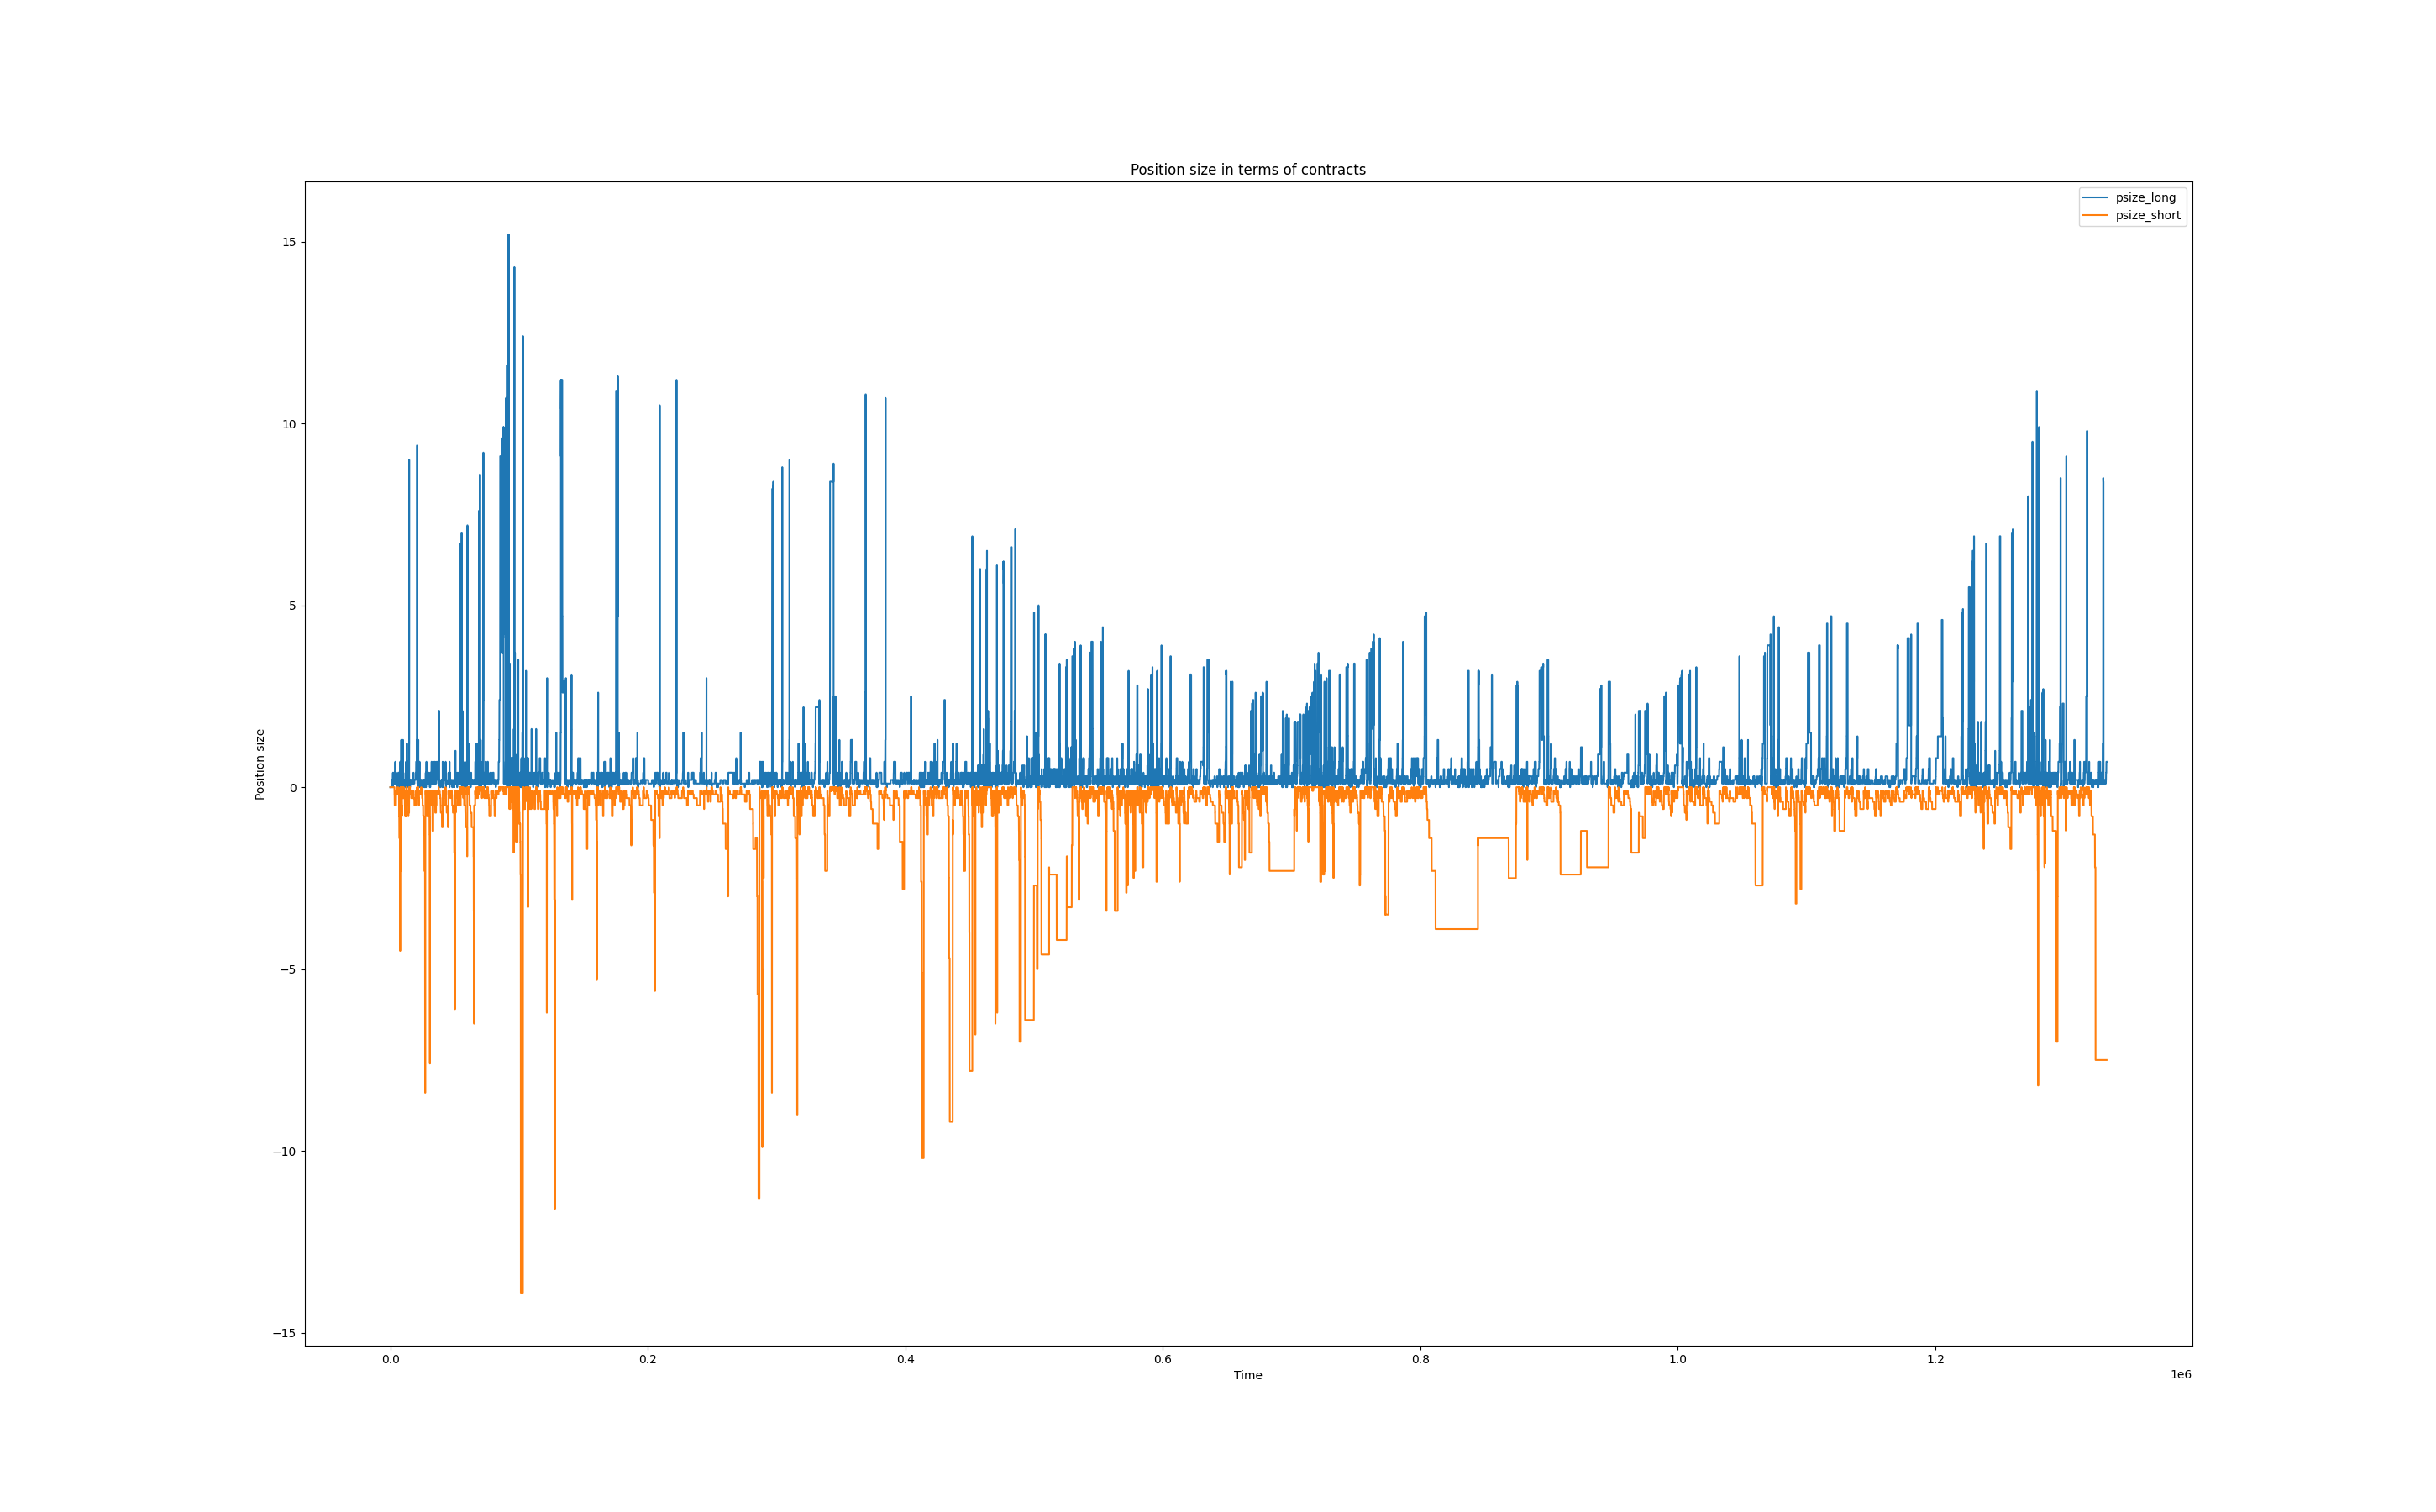 Position size in terms of contracts
psize_long
psize_short
Position size
15
10
5
0
−5
−10
−15
0.0
0.2
0.4
0.6
0.8
1.0
1.2
1e6
Time